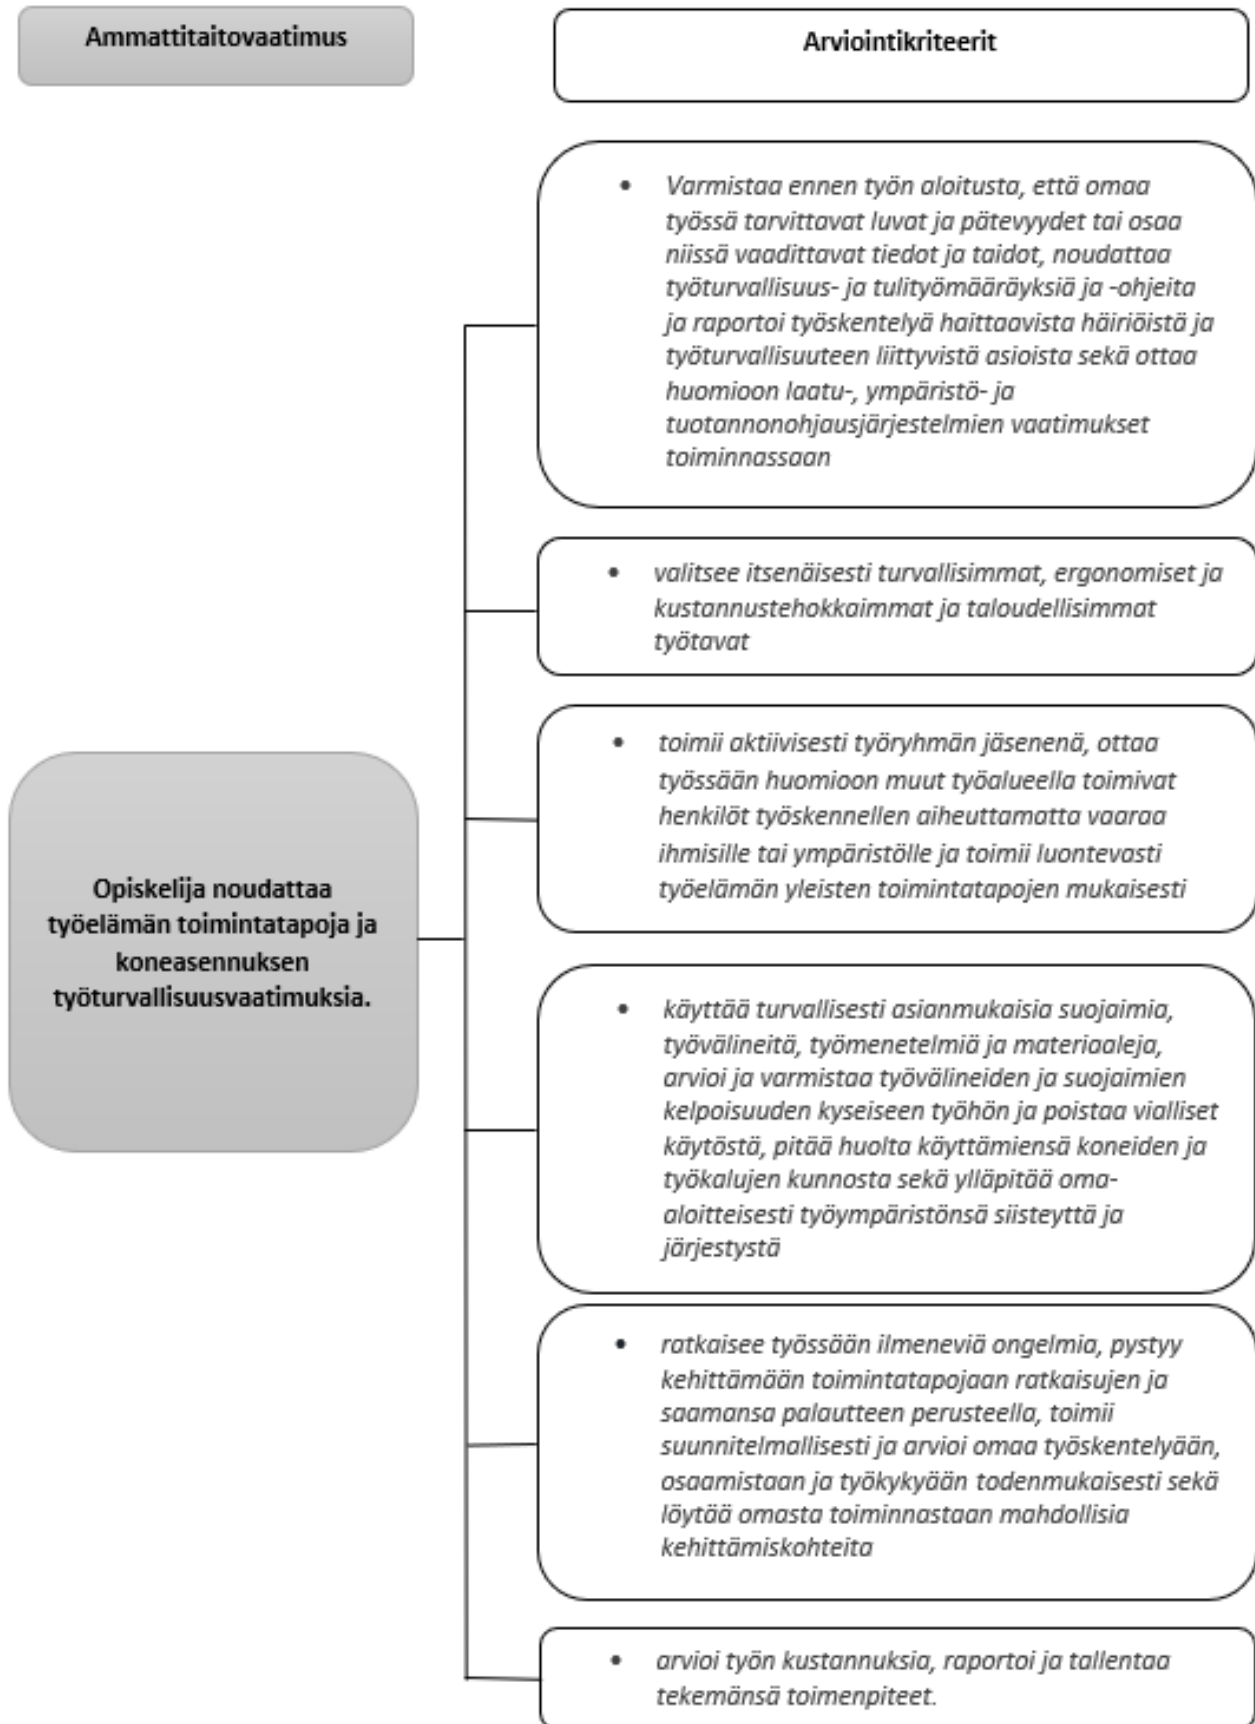 Ammattitaitovaatimus
Arviointikriteerit
Opiskelija noudattaa
työelämän toimintatapoja ja
koneasennuksen
työturvallisuusvaatimuksia.
• Varmistaa ennen työn aloitusta, että omaa
työssä tarvittavat luvat ja pätevyydet tai osaa
niissä vaadittavat tiedot ja taidot, noudattaa
työturvallisuus- ja tulityömääräyksiä ja -ohjeita
ja raportoi työskentelyä haittaavista häiriöistä ja
työturvallisuuteen liittyvistä asioista sekä ottaa
huomioon laatu-, ympäristö- ja
tuotannonohjausjärjestelmien vaatimukset
toiminnassaan
• valitsee itsenäisesti turvallisimmat, ergonomiset ja
kustannustehokkaimmat ja taloudellisimmat
työtavat
• toimii aktiivisesti työryhmän jäsenenä, ottaa
työssään huomioon muut työalueella toimivat
henkilöt työskennellen aiheuttamatta vaaraa
ihmisille tai ympäristölle ja toimii luontevasti
työelämän yleisten toimintatapojen mukaisesti
• käyttää turvallisesti asianmukaisia suojaimia,
työvälineitä, työmenetelmiä ja materiaaleja,
arvioi ja varmistaa työvälineiden ja suojaimien
kelpoisuuden kyseiseen työhön ja poistaa vialliset
käytöstä, pitää huolta käyttämiensä koneiden ja
työkalujen kunnosta sekä ylläpitää oma-
aloitteisesti työympäristönsä siisteyttä ja
järjestystä
• ratkaisee työssään ilmeneviä ongelmia, pystyy
kehittämään toimintatapojaan ratkaisujen ja
saamansa palautteen perusteella, toimii
suunnitelmallisesti ja arvioi omaa työskentelyään,
osaamistaan ja työkykyään todenmukaisesti sekä
löytää omasta toiminnastaan mahdollisia
kehittämiskohteita
• arvioi työn kustannuksia, raportoi ja tallentaa
tekemänsä toimenpiteet.